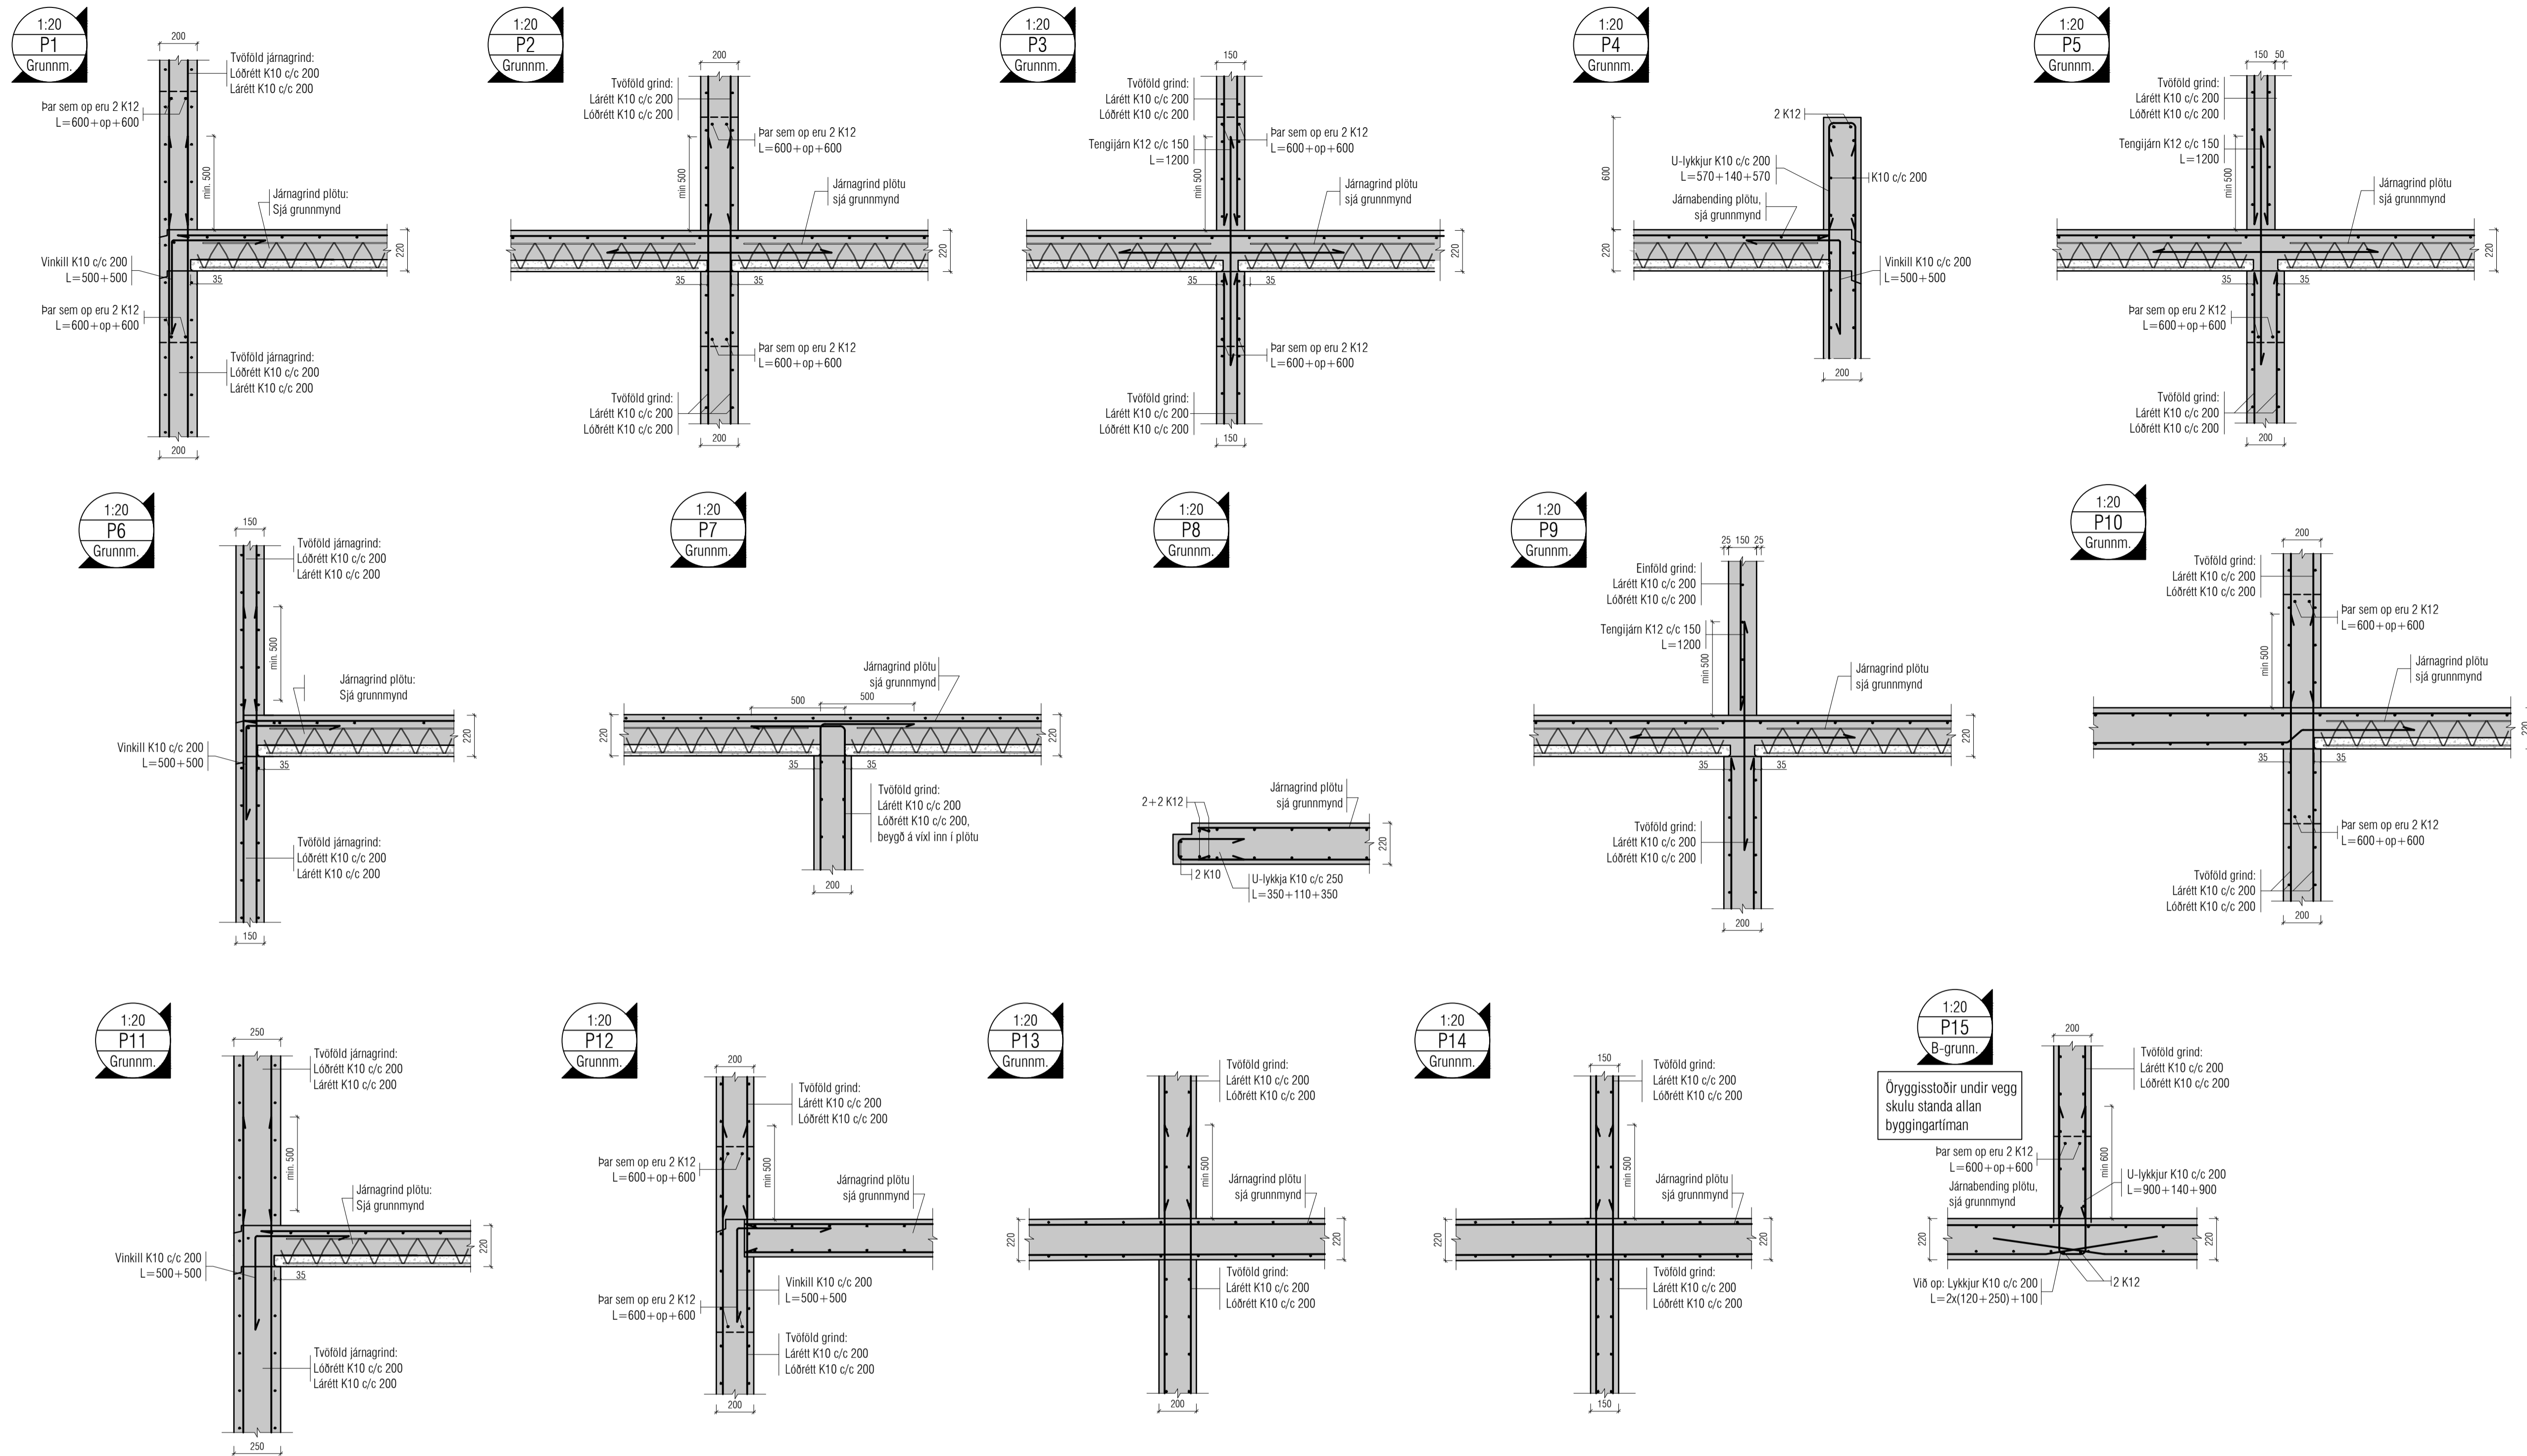 1:20
P1
Grunnm.
200
Tvöföld járnagrind:
Lóðrétt K10 c/c 200
Lárétt K10 c/c 200
Þar sem op eru 2 K12
L=600+op+600
min. 500
Járnagrind plötu:
Sjá grunnmynd
220
Vinkill K10 c/c 200
L=500+500
35
Þar sem op eru 2 K12
L=600+op+600
Tvöföld járnagrind:
Lóðrétt K10 c/c 200
Lárétt K10 c/c 200
200
1:20
P2
Grunnm.
200
Tvöföld grind:
Lárétt K10 c/c 200
Lóðrétt K10 c/c 200
Þar sem op eru 2 K12
L=600+op+600
min 500
Járnagrind plötu
sjá grunnmynd
220
35
35
Þar sem op eru 2 K12
L=600+op+600
Tvöföld grind:
Lárétt K10 c/c 200
Lóðrétt K10 c/c 200
200
1:20
P3
Grunnm.
150
Tvöföld grind:
Lárétt K10 c/c 200
Lóðrétt K10 c/c 200
Tengijárn K12 c/c 150
L=1200
Þar sem op eru 2 K12
L=600+op+600
min 500
Járnagrind plötu
sjá grunnmynd
220
35
35
Þar sem op eru 2 K12
L=600+op+600
Tvöföld grind:
Lárétt K10 c/c 200
Lóðrétt K10 c/c 200
150
1:20
P4
Grunnm.
2 K12
600
U-lykkjur K10 c/c 200
L=570+140+570
K10 c/c 200
Járnabending plötu,
sjá grunnmynd
220
Vinkill K10 c/c 200
L=500+500
200
1:20
P5
Grunnm.
150
50
Tvöföld grind:
Lárétt K10 c/c 200
Lóðrétt K10 c/c 200
Tengijárn K12 c/c 150
L=1200
min 500
Járnagrind plötu
sjá grunnmynd
220
35
35
Þar sem op eru 2 K12
L=600+op+600
Tvöföld grind:
Lárétt K10 c/c 200
Lóðrétt K10 c/c 200
200
1:20
P6
Grunnm.
150
Tvöföld járnagrind:
Lóðrétt K10 c/c 200
Lárétt K10 c/c 200
min. 500
Járnagrind plötu:
Sjá grunnmynd
220
Vinkill K10 c/c 200
L=500+500
35
Tvöföld járnagrind:
Lóðrétt K10 c/c 200
Lárétt K10 c/c 200
150
1:20
P7
Grunnm.
Járnagrind plötu
sjá grunnmynd
500
500
220
220
35
35
Tvöföld grind:
Lárétt K10 c/c 200
Lóðrétt K10 c/c 200,
beygð á víxl inn í plötu
200
1:20
P8
Grunnm.
Járnagrind plötu
sjá grunnmynd
2+2 K12
220
2 K10
U-lykkja K10 c/c 250
L=350+110+350
1:20
P9
Grunnm.
25
150
25
Einföld grind:
Lárétt K10 c/c 200
Lóðrétt K10 c/c 200
Tengijárn K12 c/c 150
L=1200
min 500
Járnagrind plötu
sjá grunnmynd
220
35
35
Tvöföld grind:
Lárétt K10 c/c 200
Lóðrétt K10 c/c 200
200
1:20
P10
Grunnm.
200
Tvöföld grind:
Lárétt K10 c/c 200
Lóðrétt K10 c/c 200
Þar sem op eru 2 K12
L=600+op+600
min 500
Járnagrind plötu
sjá grunnmynd
220
35
35
Þar sem op eru 2 K12
L=600+op+600
Tvöföld grind:
Lárétt K10 c/c 200
Lóðrétt K10 c/c 200
200
1:20
P11
Grunnm.
250
Tvöföld járnagrind:
Lóðrétt K10 c/c 200
Lárétt K10 c/c 200
min. 500
Járnagrind plötu:
Sjá grunnmynd
220
Vinkill K10 c/c 200
L=500+500
35
Tvöföld járnagrind:
Lóðrétt K10 c/c 200
Lárétt K10 c/c 200
250
1:20
P12
Grunnm.
200
Tvöföld grind:
Lárétt K10 c/c 200
Lóðrétt K10 c/c 200
Þar sem op eru 2 K12
L=600+op+600
min 500
Járnagrind plötu
sjá grunnmynd
220
Vinkill K10 c/c 200
L=500+500
Þar sem op eru 2 K12
L=600+op+600
Tvöföld grind:
Lárétt K10 c/c 200
Lóðrétt K10 c/c 200
200
1:20
P13
Grunnm.
Tvöföld grind:
Lárétt K10 c/c 200
Lóðrétt K10 c/c 200
min 500
Járnagrind plötu
sjá grunnmynd
220
220
Tvöföld grind:
Lárétt K10 c/c 200
Lóðrétt K10 c/c 200
200
1:20
P14
Grunnm.
150
Tvöföld grind:
Lárétt K10 c/c 200
Lóðrétt K10 c/c 200
min 500
Járnagrind plötu
sjá grunnmynd
220
220
Tvöföld grind:
Lárétt K10 c/c 200
Lóðrétt K10 c/c 200
150
1:20
P15
B-grunn.
200
Tvöföld grind:
Lárétt K10 c/c 200
Lóðrétt K10 c/c 200
Öryggisstoðir undir vegg
skulu standa allan
byggingartíman
Þar sem op eru 2 K12
L=600+op+600
min 600
U-lykkjur K10 c/c 200
L=900+140+900
Járnabending plötu,
sjá grunnmynd
220
220
Við op: Lykkjur K10 c/c 200
L=2x(120+250)+100
2 K12